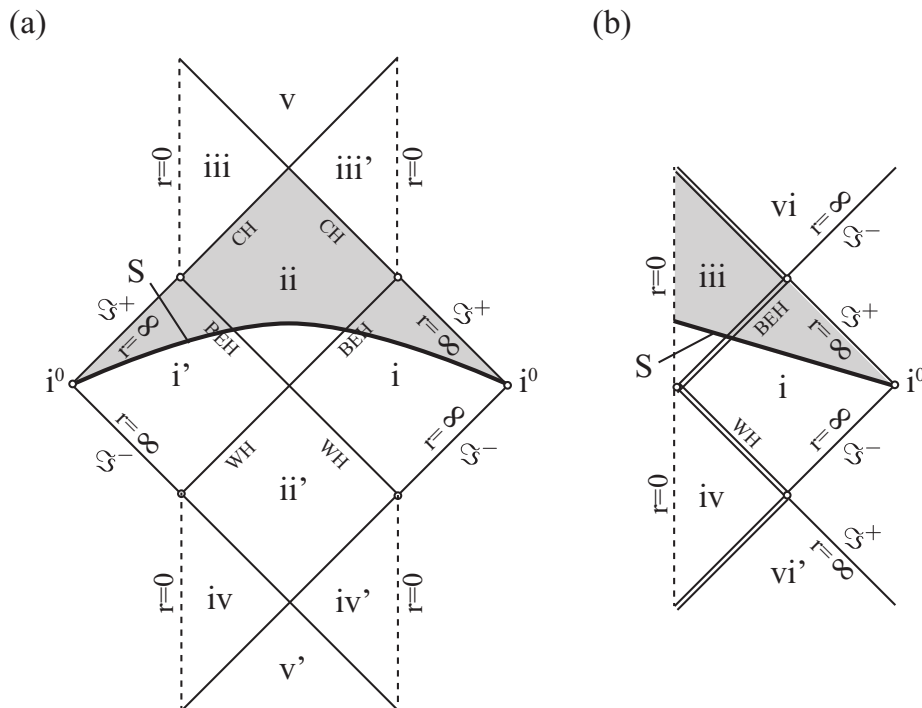 (a)
(b)
v
r=0
iii
iii'
r=0
CH
CH
S
ii
ℑ⁺
r=∞
BEH
BEH
r=∞
ℑ⁺
i⁰
i'
i
i⁰
r=∞
ℑ⁻
WH
WH
r=∞
ℑ⁻
ii'
r=0
iv
iv'
r=0
v'
vi
r=∞
ℑ⁻
r=0
iii
BEH
r=∞
ℑ⁺
S
i
i⁰
WH
r=∞
ℑ⁻
r=0
iv
r=∞
ℑ⁺
vi'